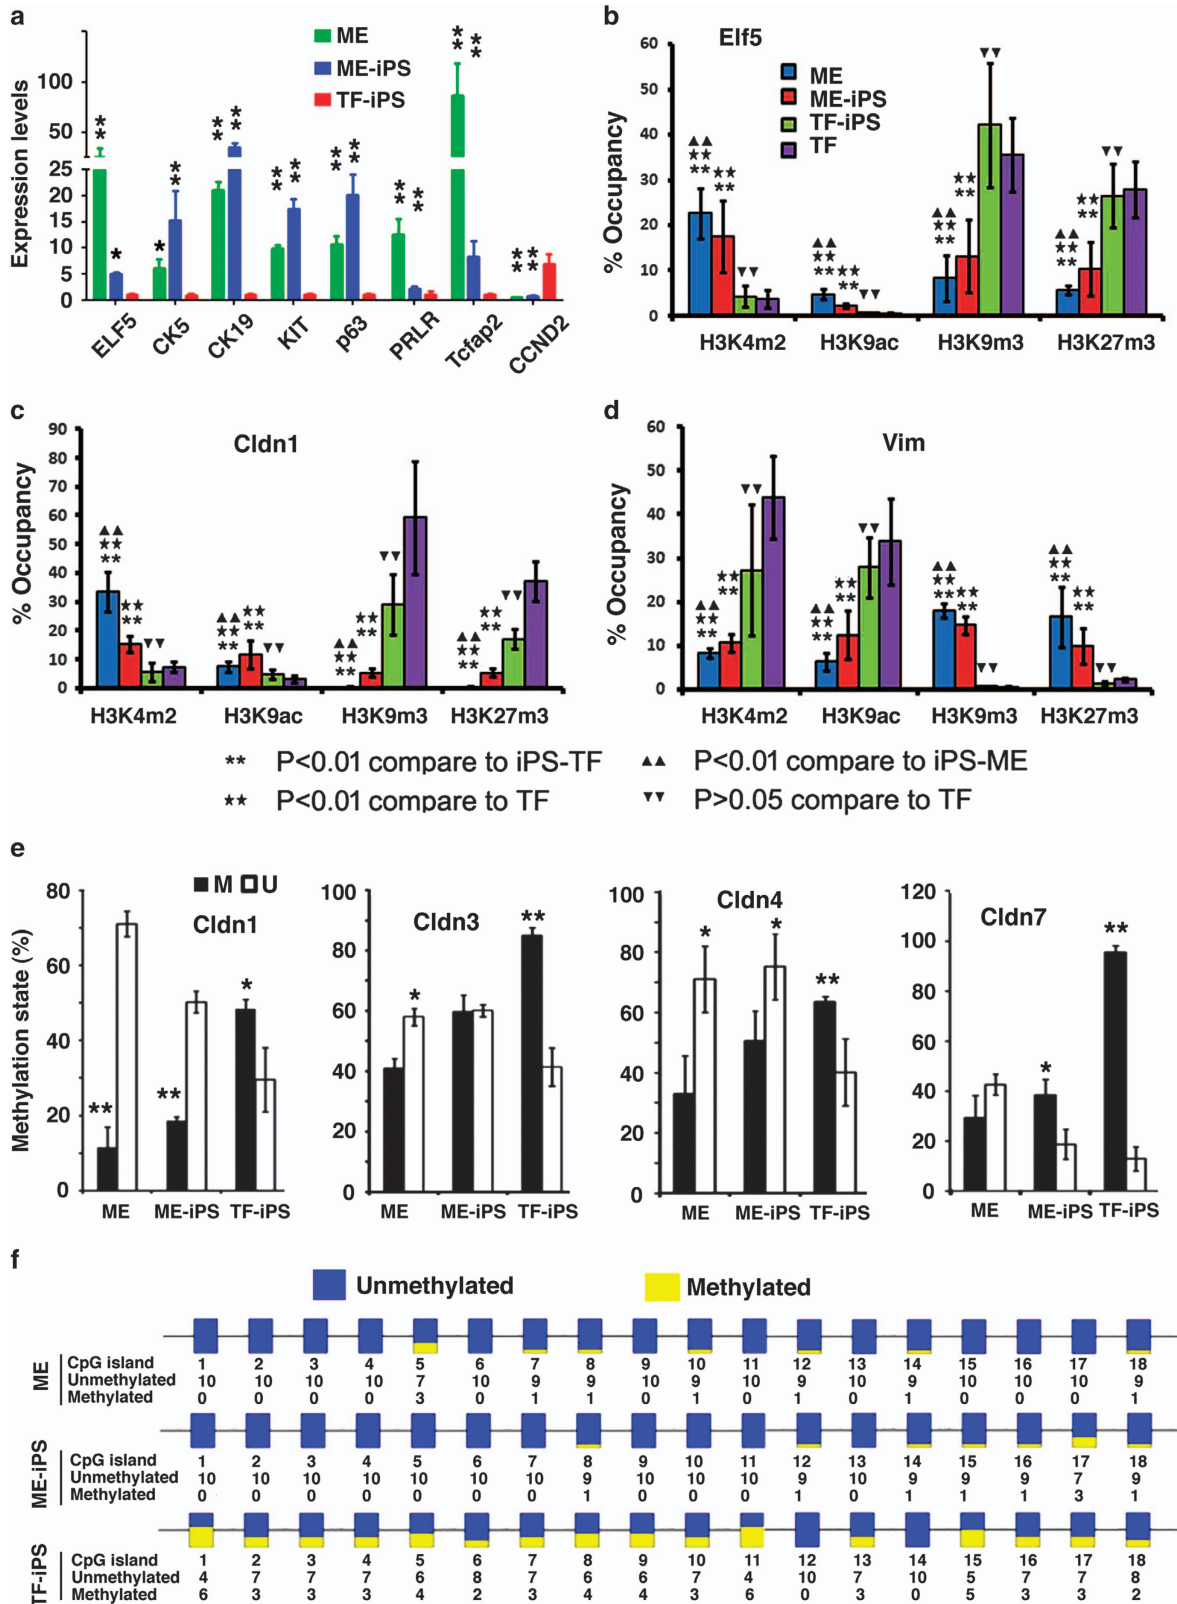 a
Expression levels
100
50
25
20
15
10
5
0
ME
ME-iPS
TF-iPS
** * * ** ** ** ** ** ** ** ** ** ** ** ** **
ELF5 CK5 CK19 KIT p63 PRLR Tcfap2 CCND2
b
Elf5
% Occupancy
60
50
40
30
20
10
0
ME
ME-iPS
TF-iPS
TF
H3K4m2 H3K9ac H3K9m3 H3K27m3
c
Cldn1
% Occupancy
90
80
70
60
50
40
30
20
10
0
H3K4m2 H3K9ac H3K9m3 H3K27m3
d
Vim
% Occupancy
60
50
40
30
20
10
0
H3K4m2 H3K9ac H3K9m3 H3K27m3
** P<0.01 compare to iPS-TF ▲▲ P<0.01 compare to iPS-ME
★★ P<0.01 compare to TF ▼▼ P>0.05 compare to TF
e
Methylation state (%)
M U
Cldn1
80
60
40
20
0
** ** *
ME ME-iPS TF-iPS
Cldn3
100
80
60
40
20
0
* **
ME ME-iPS TF-iPS
Cldn4
100
80
60
40
20
0
* * **
ME ME-iPS TF-iPS
Cldn7
120
100
80
60
40
20
0
* **
ME ME-iPS TF-iPS
f
Unmethylated Methylated
ME
CpG island 1 2 3 4 5 6 7 8 9 10 11 12 13 14 15 16 17 18
Unmethylated 10 10 10 10 7 10 9 9 10 9 10 9 10 9 10 10 10 9
Methylated 0 0 0 0 3 0 1 1 0 1 0 1 0 1 0 0 0 1
ME-iPS
CpG island 1 2 3 4 5 6 7 8 9 10 11 12 13 14 15 16 17 18
Unmethylated 10 10 10 10 10 10 10 9 10 10 10 9 10 9 9 9 7 9
Methylated 0 0 0 0 0 0 0 1 0 0 0 1 0 1 1 1 3 1
TF-iPS
CpG island 1 2 3 4 5 6 7 8 9 10 11 12 13 14 15 16 17 18
Unmethylated 4 7 7 7 6 8 7 6 6 7 4 10 7 10 5 7 7 8
Methylated 6 3 3 3 4 2 3 4 4 3 6 0 3 0 5 3 3 2